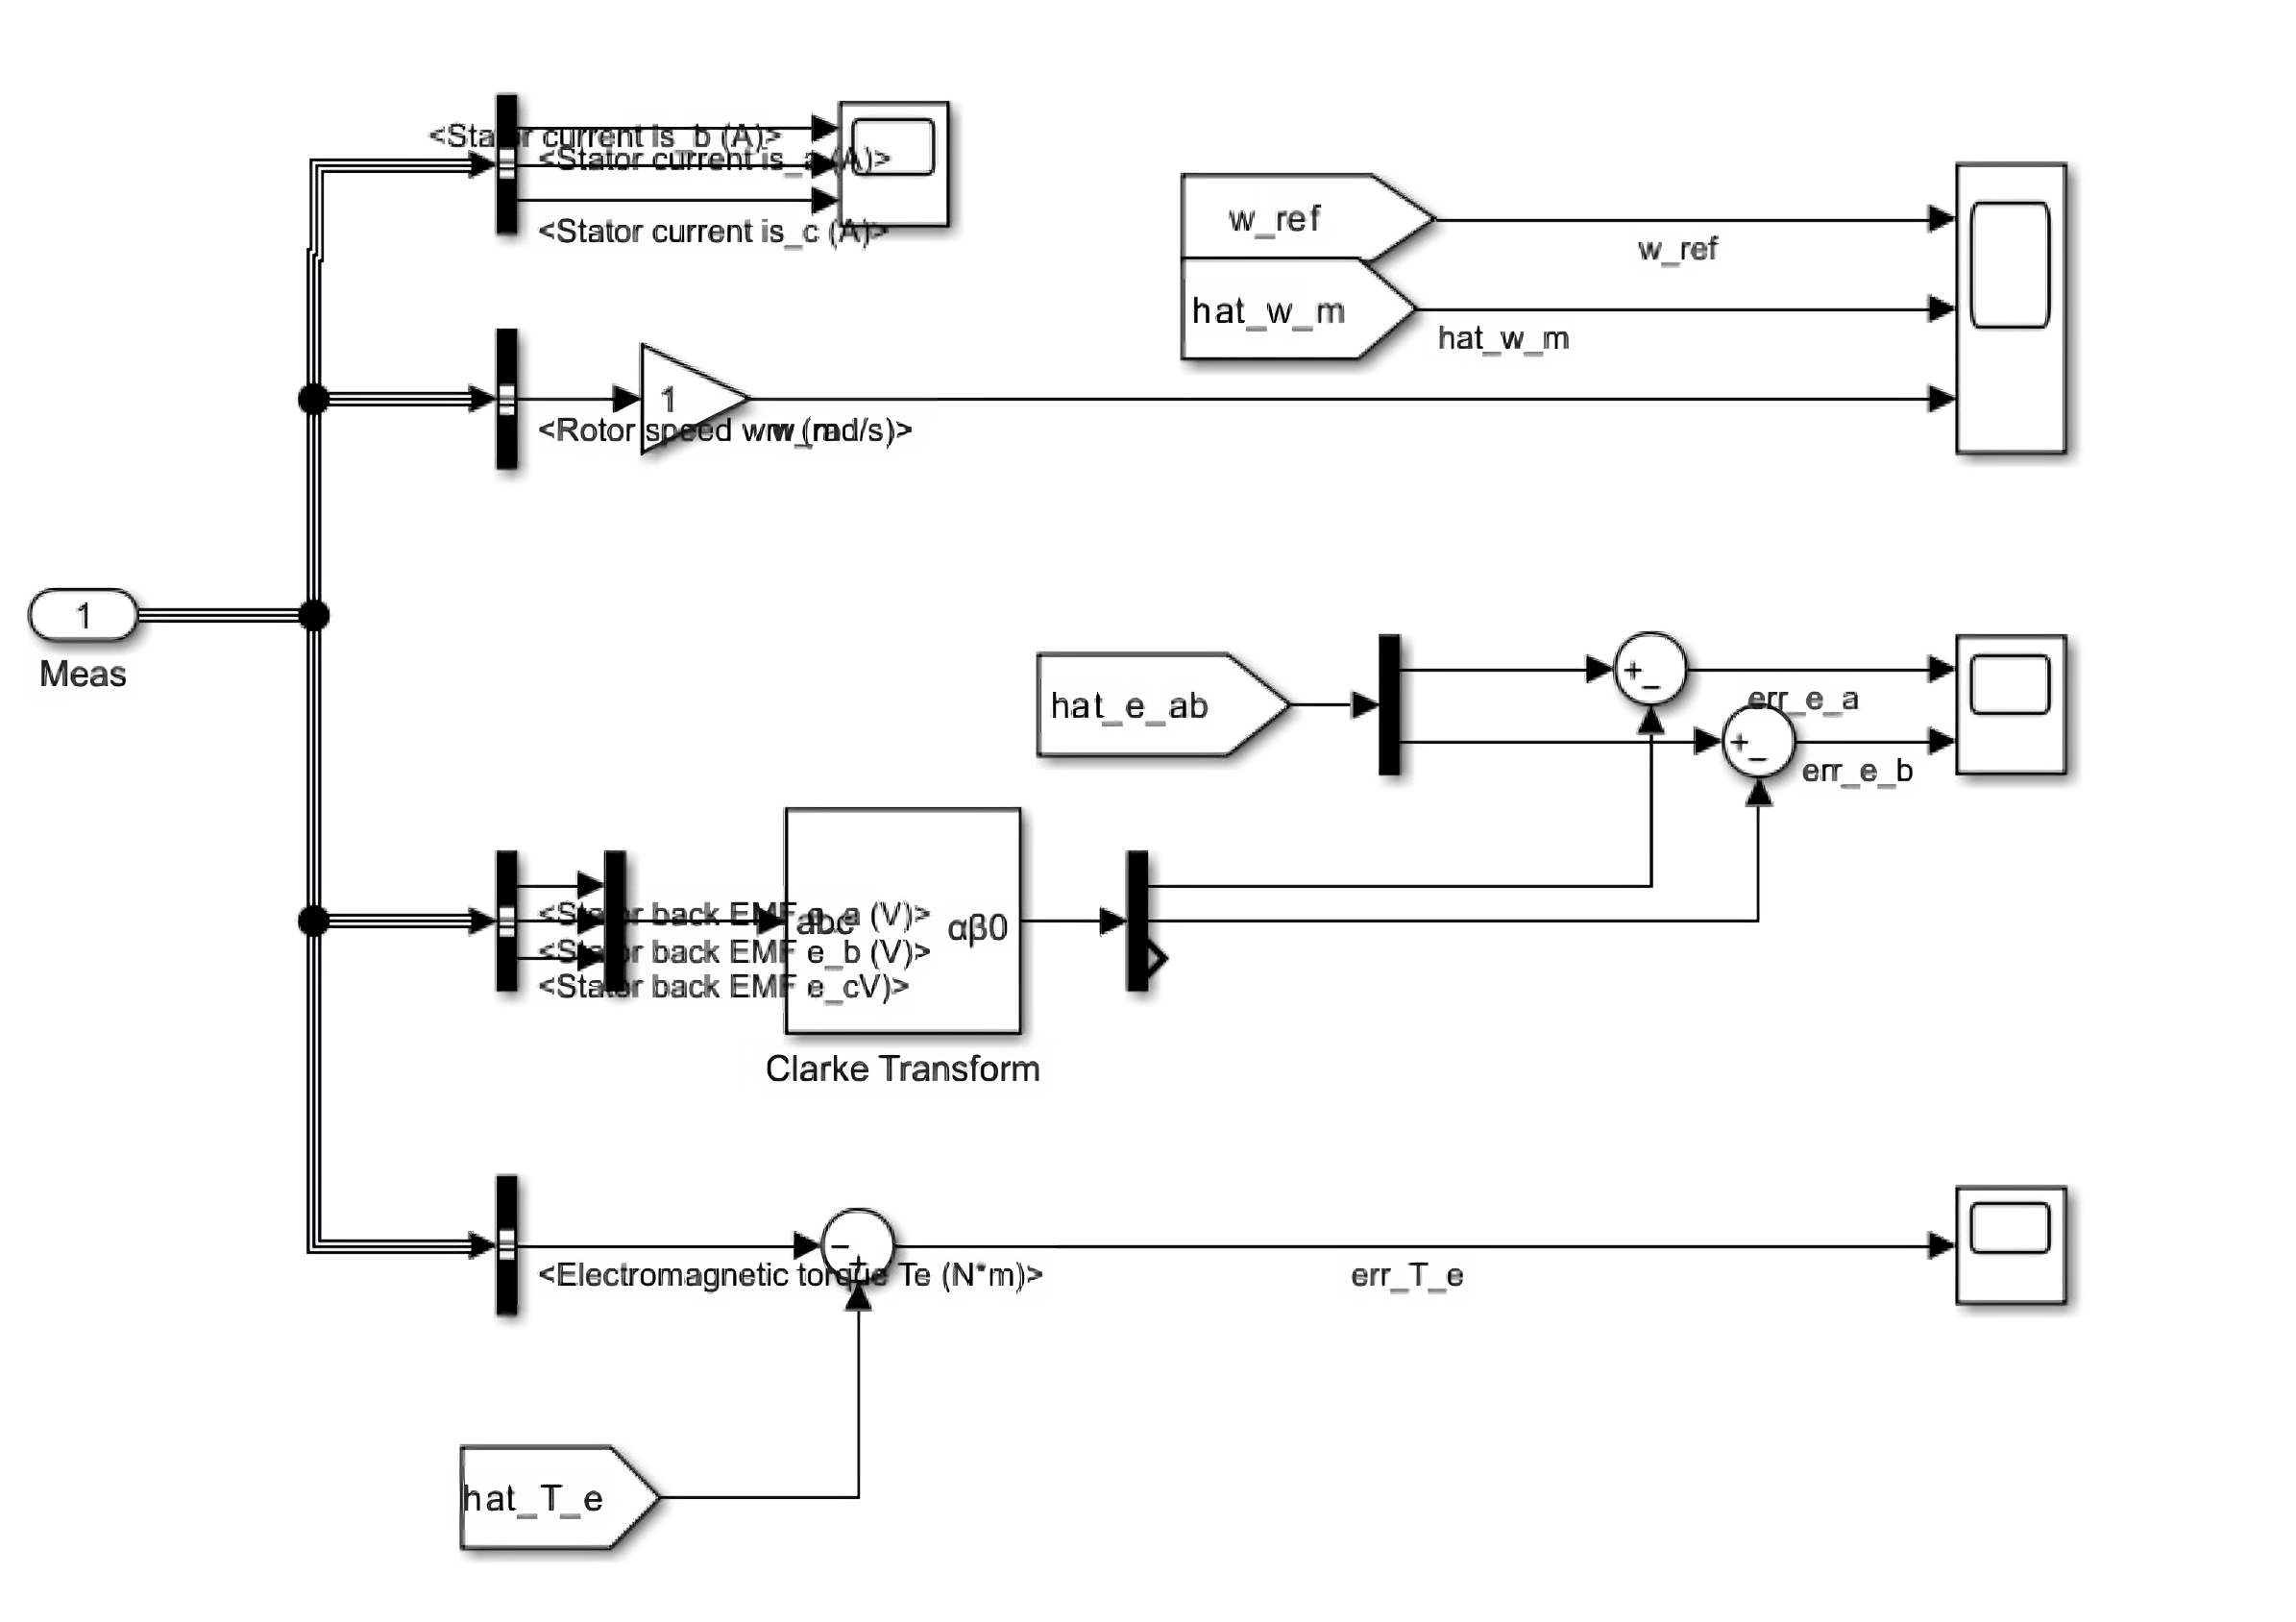 <Stator current is_b (A)>
<Stator current is_a (A)>
<Stator current is_c (A)>
w_ref
w_ref
hat_w_m
hat_w_m
1
<Rotor speed wm (rad/s)>
w_m
1
Meas
hat_e_ab
+
−
err_e_a
+
−
err_e_b
<Stator back EMF e_a (V)>
<Stator back EMF e_b (V)>
<Stator back EMF e_cV)>
abc
αβ0
Clarke Transform
−
+
<Electromagnetic torque Te (N*m)>
err_T_e
hat_T_e